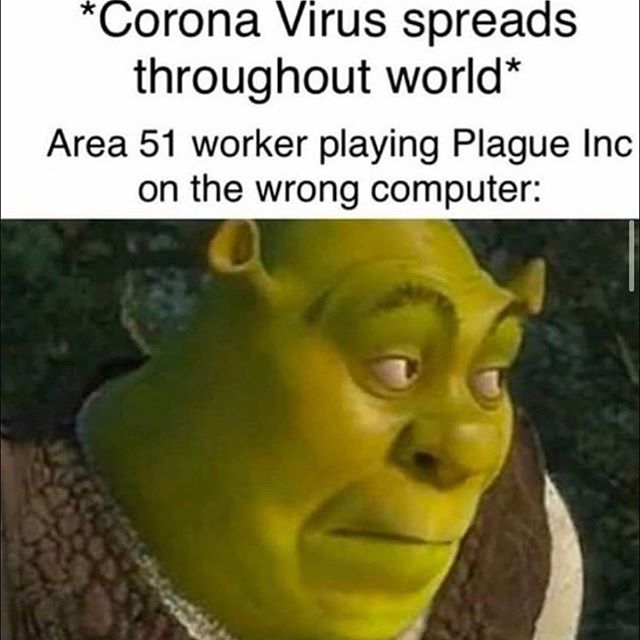 *Corona Virus spreads
throughout world*
Area 51 worker playing Plague Inc
on the wrong computer: